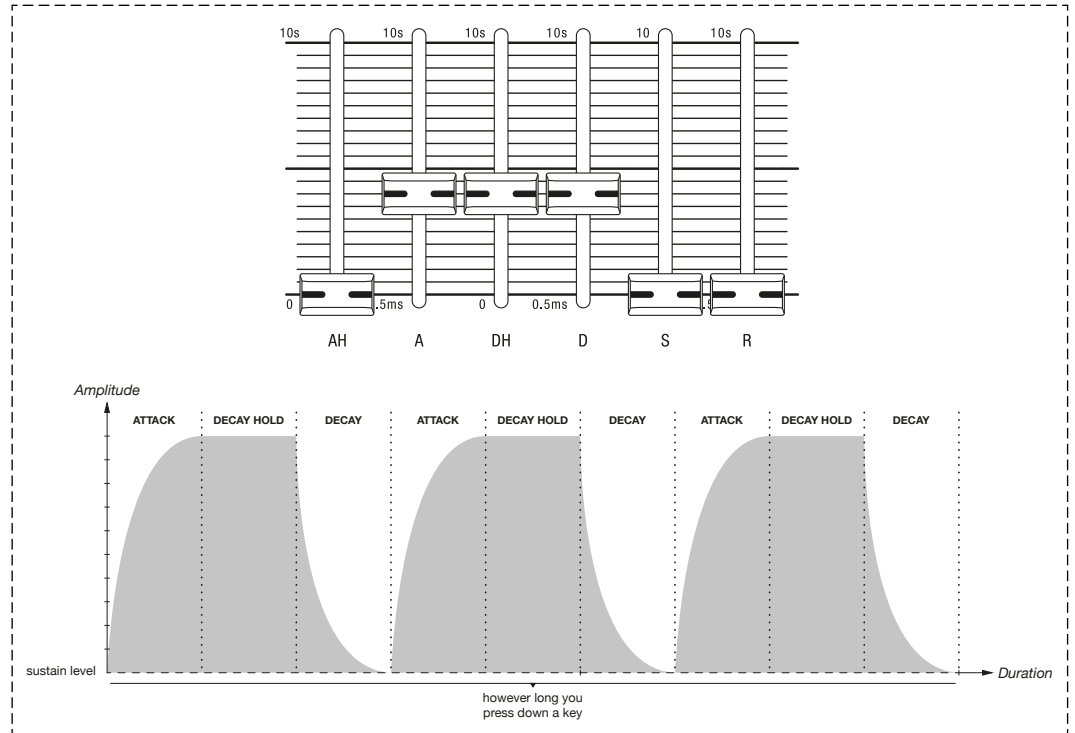 10s 10s 10s 10s 10 10s
0 .5ms 0 0.5ms .5
AH A DH D S R
Amplitude
ATTACK DECAY HOLD DECAY ATTACK DECAY HOLD DECAY ATTACK DECAY HOLD DECAY
sustain level
Duration
however long you
press down a key